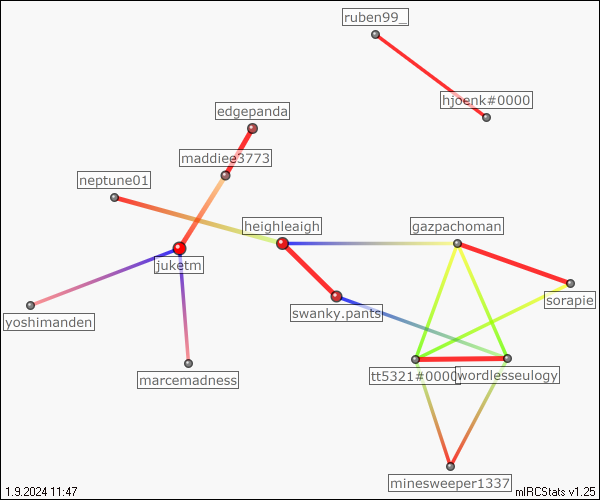 ruben99_
hjoenk#0000
edgepanda
maddiee3773
neptune01
heighleaigh
gazpachoman
juketm
sorapie
swanky.pants
yoshimanden
tt5321#0000
wordlesseulogy
marcemadness
minesweeper1337
1.9.2024 11:47
mIRCStats v1.25